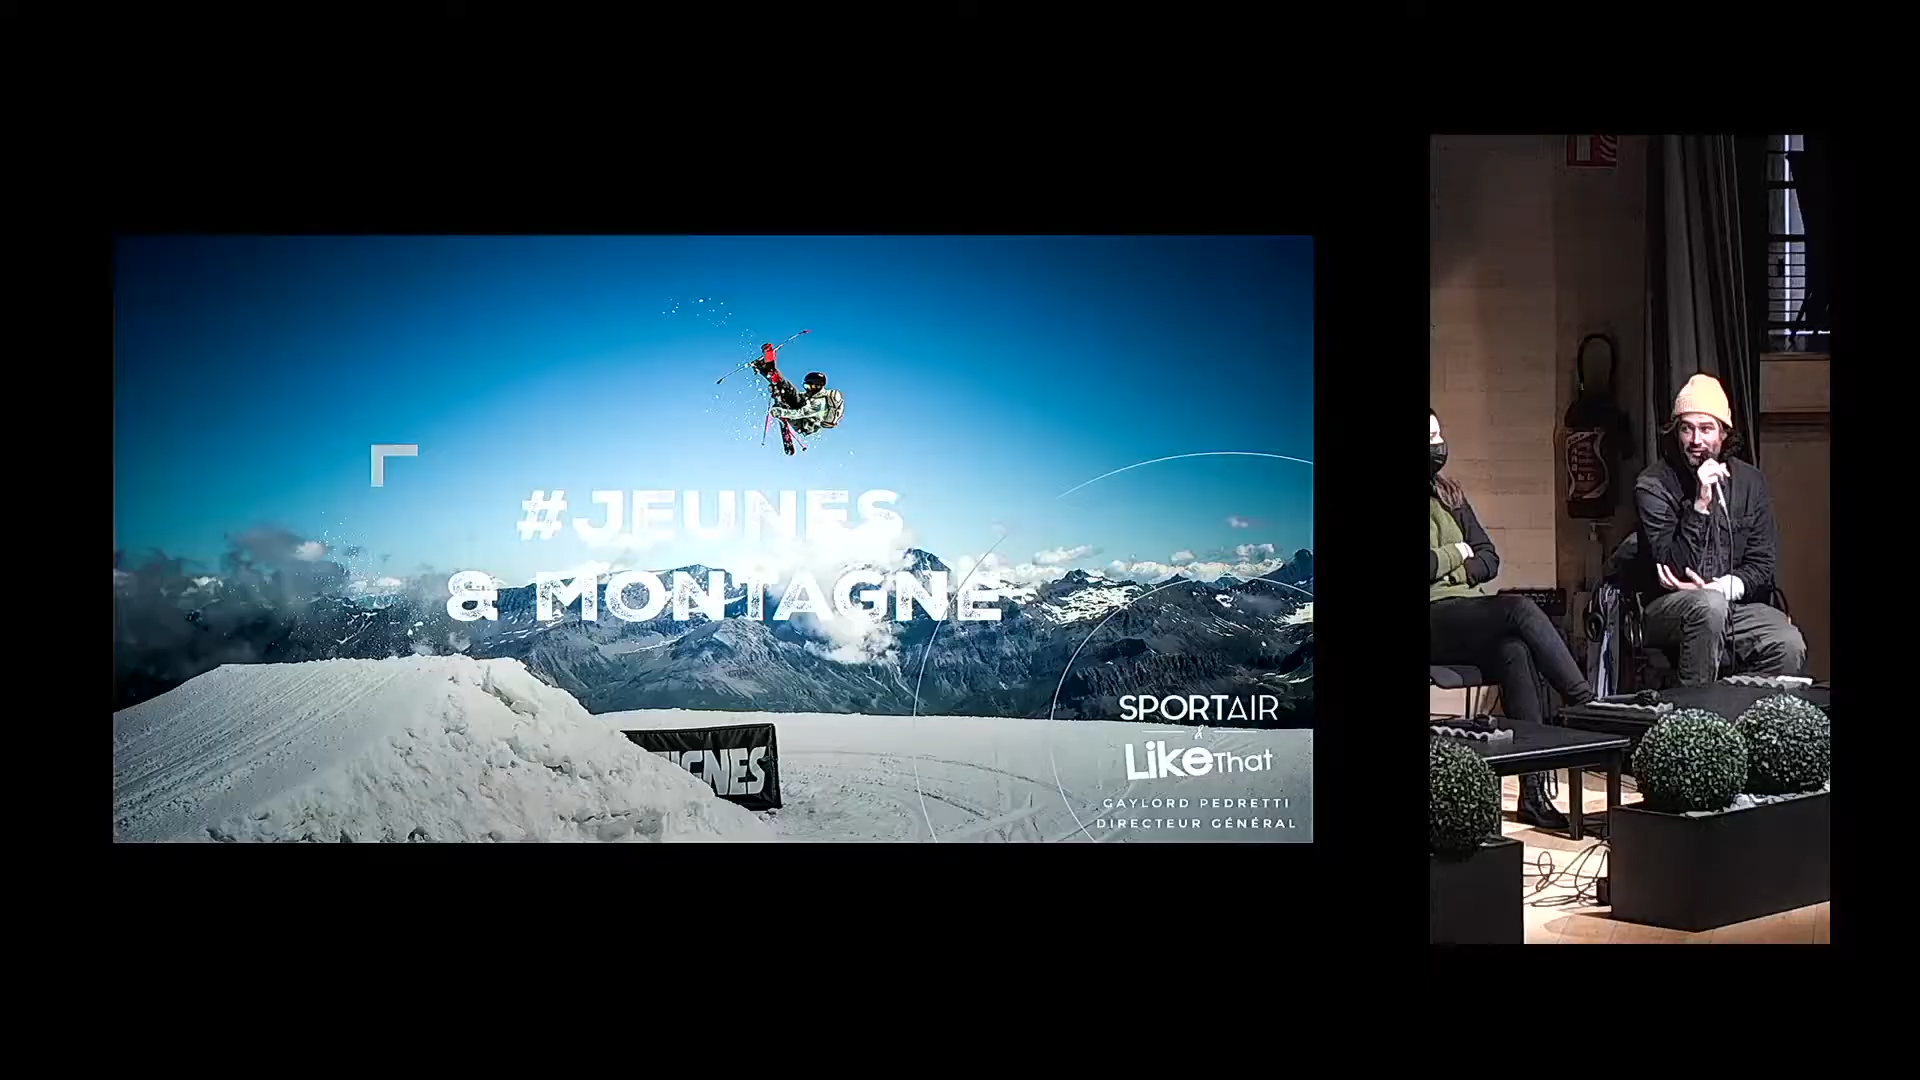 #JEUNES
& MONTAGNE
SPORTAIR
&
LikeThat
GAYLORD PEDRETTI
DIRECTEUR GÉNÉRAL